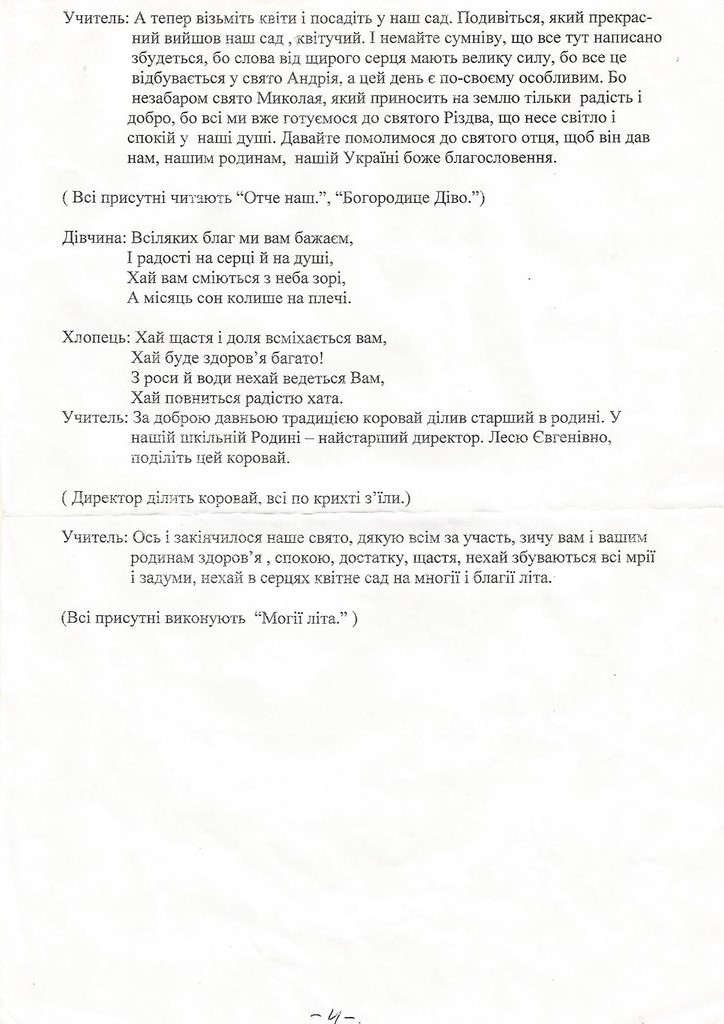 Учитель: А тепер візьміть квіти і посадіть у наш сад. Подивіться, який прекрас-
ний вийшов наш сад , квітучий. І немайте сумніву, що все тут написано
збудеться, бо слова від щирого серця мають велику силу, бо все це
відбувається у свято Андрія, а цей день є по-своєму особливим. Бо
незабаром свято Миколая, який приносить на землю тільки радість і
добро, бо всі ми вже готуємося до святого Різдва, що несе світло і
спокій у наші душі. Давайте помолимося до святого отця, щоб він дав
нам, нашим родинам, нашій Україні боже благословення.
( Всі присутні читають “Отче наш.”, “Богородице Діво.”)
Дівчина: Всіляких благ ми вам бажаєм,
І радості на серці й на душі,
Хай вам сміються з неба зорі,
А місяць сон колише на плечі.
Хлопець: Хай щастя і доля всміхається вам,
Хай буде здоров’я багато!
З роси й води нехай ведеться Вам,
Хай повниться радістю хата.
Учитель: За доброю давньою традицією коровай ділив старший в родині. У
нашій шкільній Родині – найстарший директор. Лесю Євгенівно,
поділіть цей коровай.
( Директор ділить коровай, всі по крихті з’їли.)
Учитель: Ось і закінчилося наше свято, дякую всім за участь, зичу вам і вашим
родинам здоров’я , спокою, достатку, щастя, нехай збуваються всі мрії
і задуми, нехай в серцях квітне сад на многії і благії літа.
(Всі присутні виконують “Могії літа.” )
-4-.